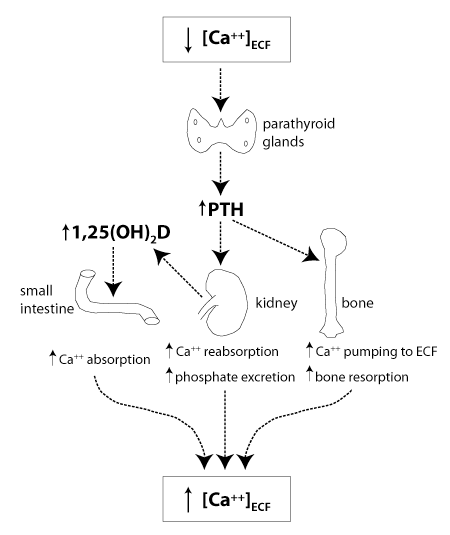 ↓ [Ca⁺⁺]ECF
parathyroid
glands
↑PTH
↑1,25(OH)₂D
small
intestine
kidney
bone
↑Ca⁺⁺ absorption
↑Ca⁺⁺ reabsorption
↑phosphate excretion
↑Ca⁺⁺ pumping to ECF
↑bone resorption
↑ [Ca⁺⁺]ECF